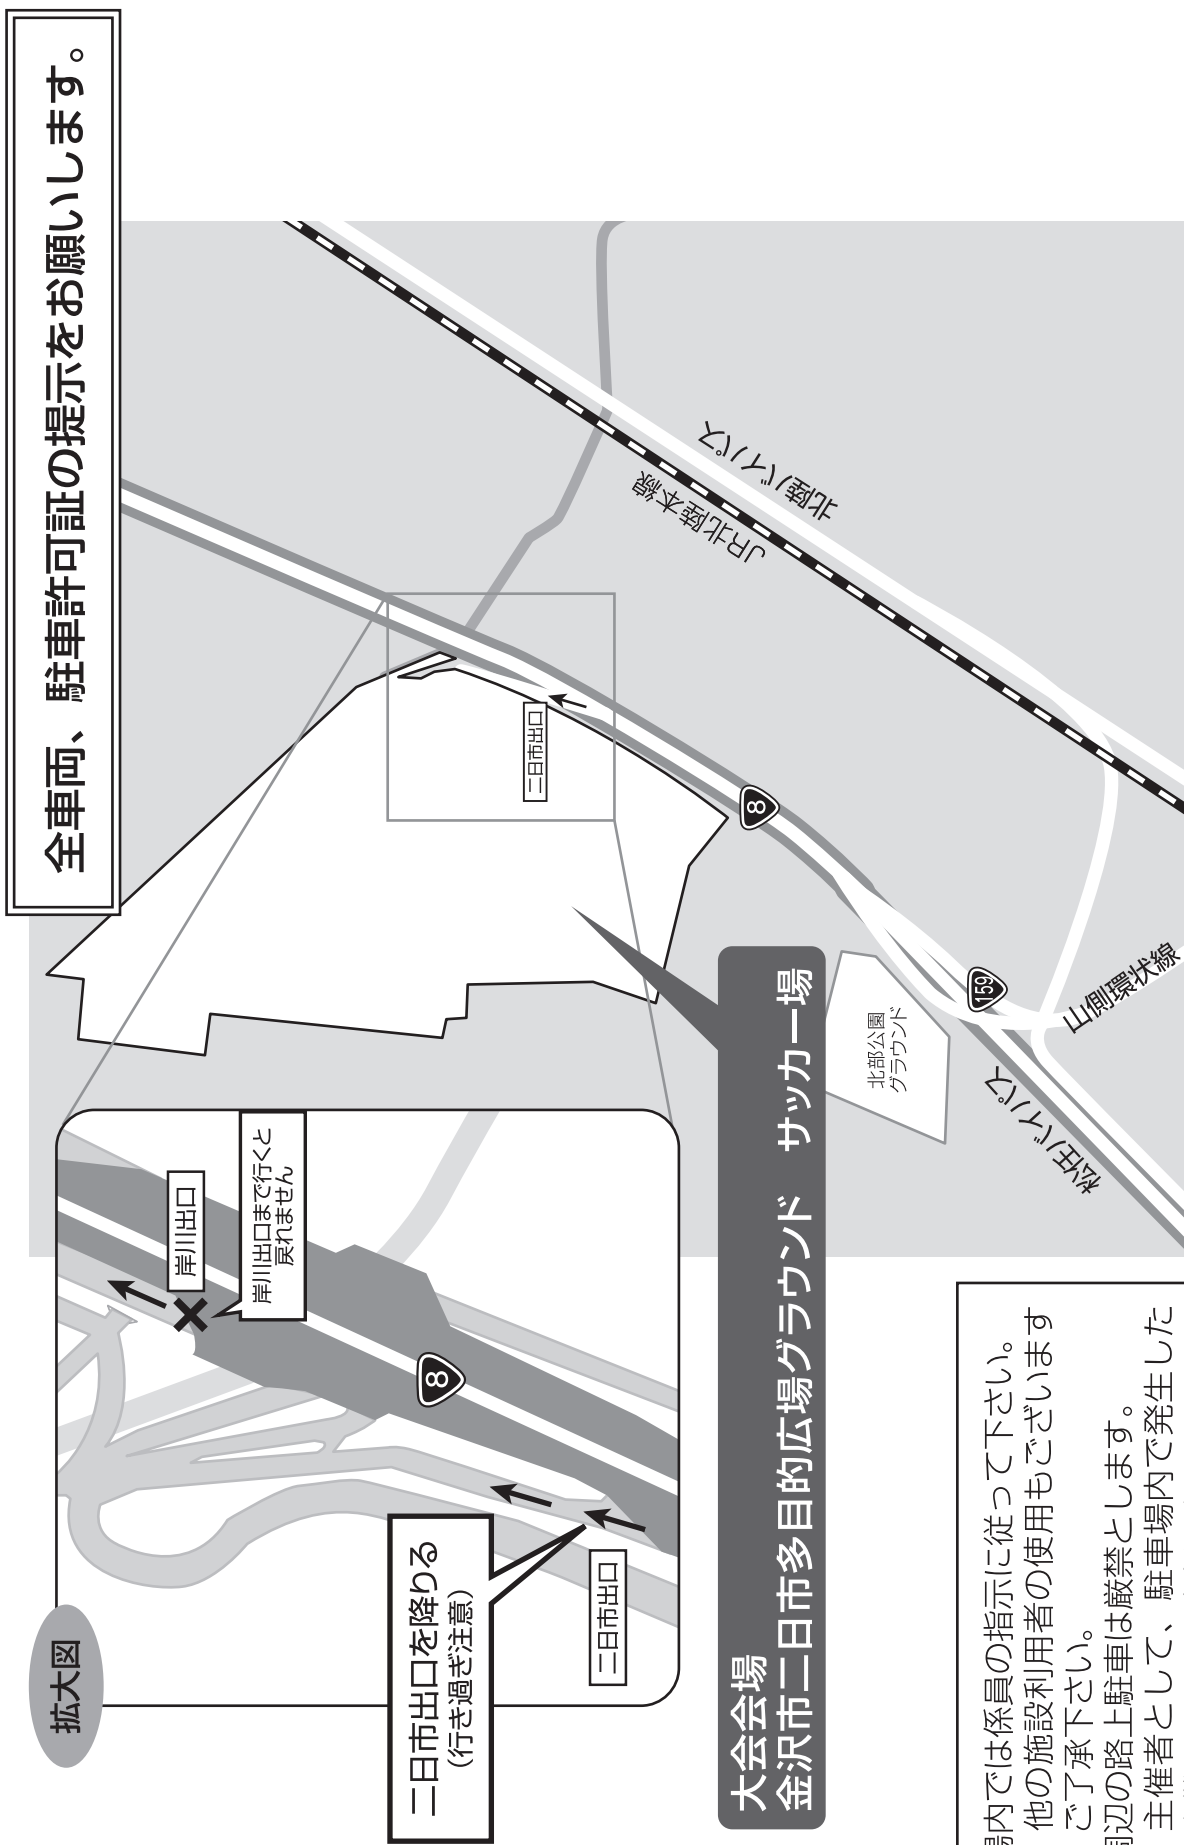 全車両、駐車許可証の提示をお願いします。
拡大図
岸川出口
岸川出口まで行くと
戻れません
8
二日市出口を降りる
(行き過ぎ注意)
二日市出口
二日市出口
8
JR北陸本線
北陸バイパス
大会会場
金沢市二日市多目的広場グラウンド サッカー場
北部公園
グラウンド
159
山側環状線
松任バイパス
場内では係員の指示に従って下さい。
他の施設利用者の使用もございます
ご了承下さい。
周辺の路上駐車は厳禁とします。
主催者として、駐車場内で発生した